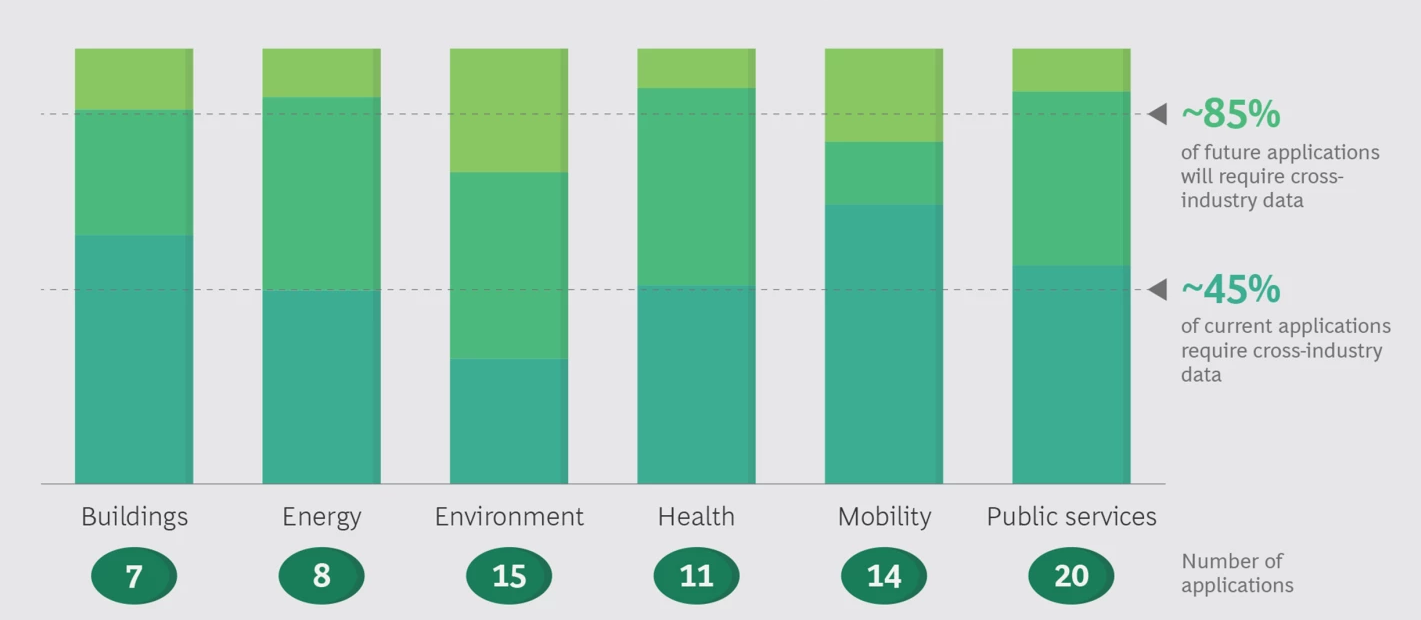 ~85%
of future applications
will require cross-
industry data
~45%
of current applications
require cross-industry
data
Buildings
Energy
Environment
Health
Mobility
Public services
7
8
15
11
14
20
Number of
applications